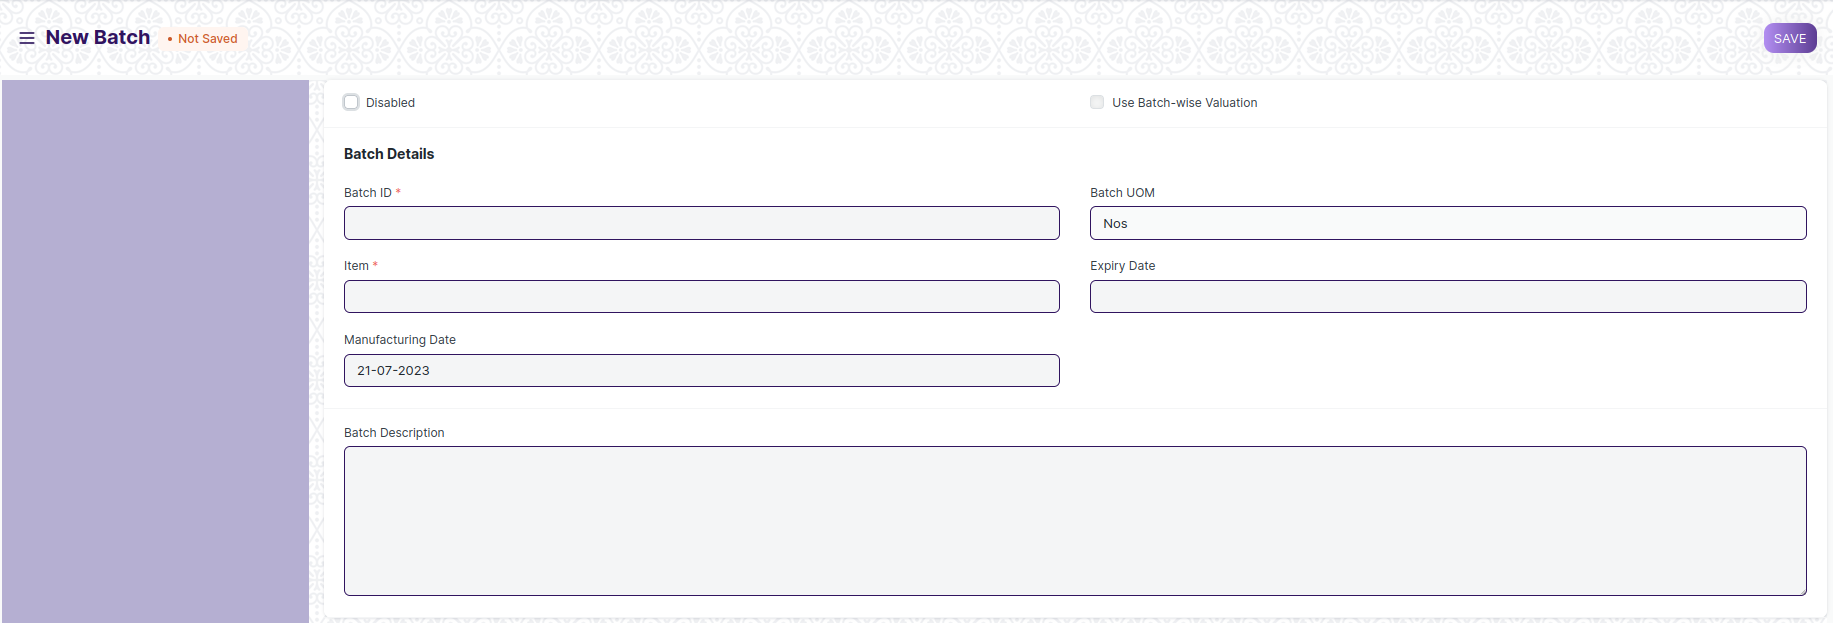 New Batch
• Not Saved
SAVE
Disabled
Use Batch-wise Valuation
Batch Details
Batch ID *
Batch UOM
Nos
Item *
Expiry Date
Manufacturing Date
21-07-2023
Batch Description